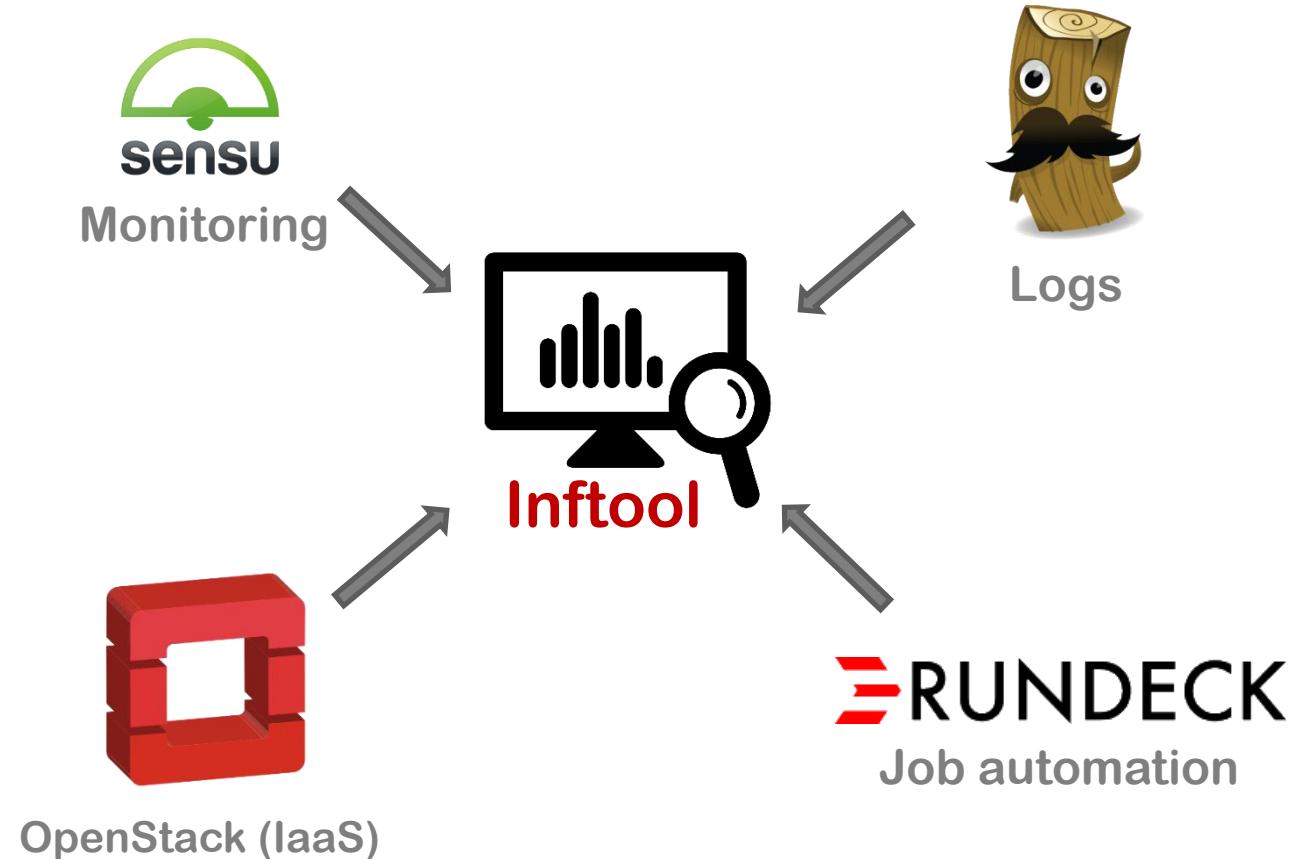 sensu
Monitoring
Logs
Inftool
RUNDECK
Job automation
OpenStack (IaaS)